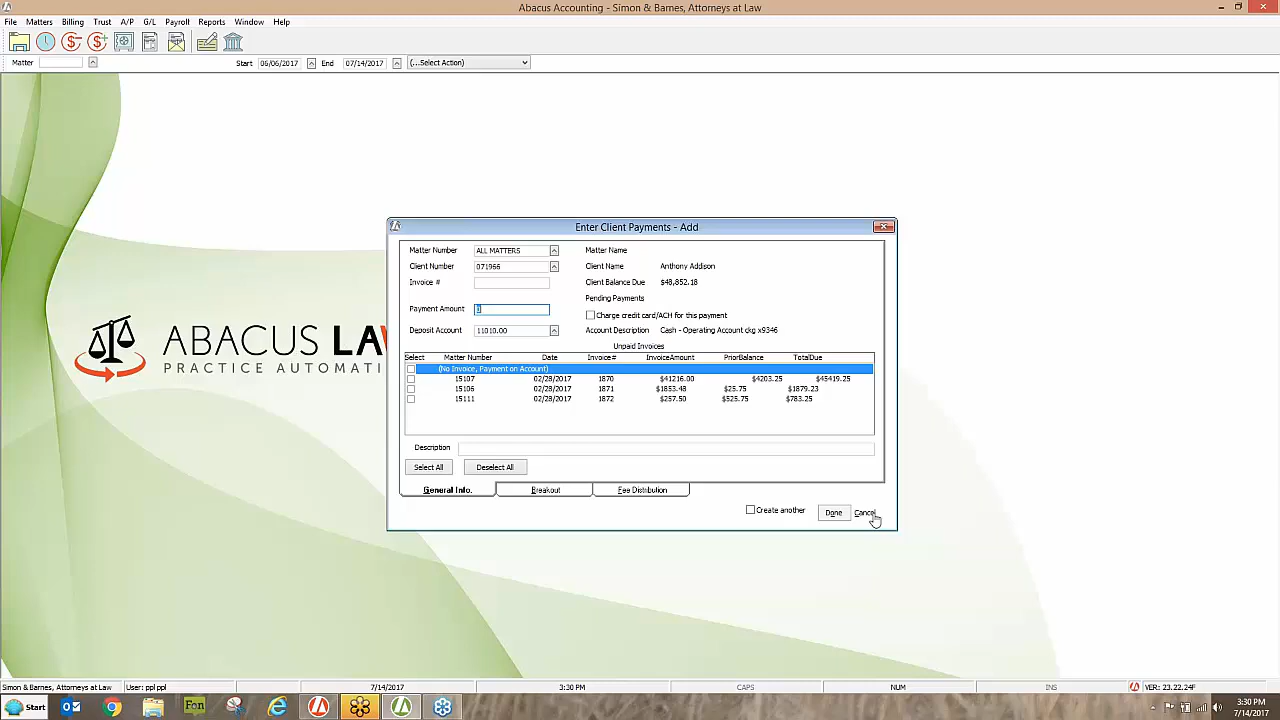 Abacus Accounting - Simon & Barnes, Attorneys at Law
File Matters Billing Trust A/P G/L Payroll Reports Window Help
Matter Start 06/06/2017 End 07/14/2017 (...Select Action)
ABACUS LA
PRACTICE AUTOMATI
Enter Client Payments - Add
Matter Number ALL MATTERS Matter Name
Client Number 071966 Client Name Anthony Addison
Invoice # Client Balance Due $48,852.18
Pending Payments
Payment Amount Charge credit card/ACH for this payment
Deposit Account 11010.00 Account Description Cash - Operating Account ckg x9346
Unpaid Invoices
Select Matter Number Date Invoice# InvoiceAmount PriorBalance TotalDue
(No Invoice, Payment on Account)
15107 02/28/2017 1870 $41216.00 $4203.25 $45419.25
15106 02/28/2017 1871 $1853.48 $25.75 $1879.23
15111 02/28/2017 1872 $257.50 $525.75 $783.25
Description
Select All Deselect All
General Info. Breakout Fee Distribution
Create another Done Cancel
Simon & Barnes, Attorneys at Law User: ppl ppl 7/14/2017 3:30 PM CAPS NUM INS VER: 23.22.24F
Start Fon 3:30 PM
7/14/2017